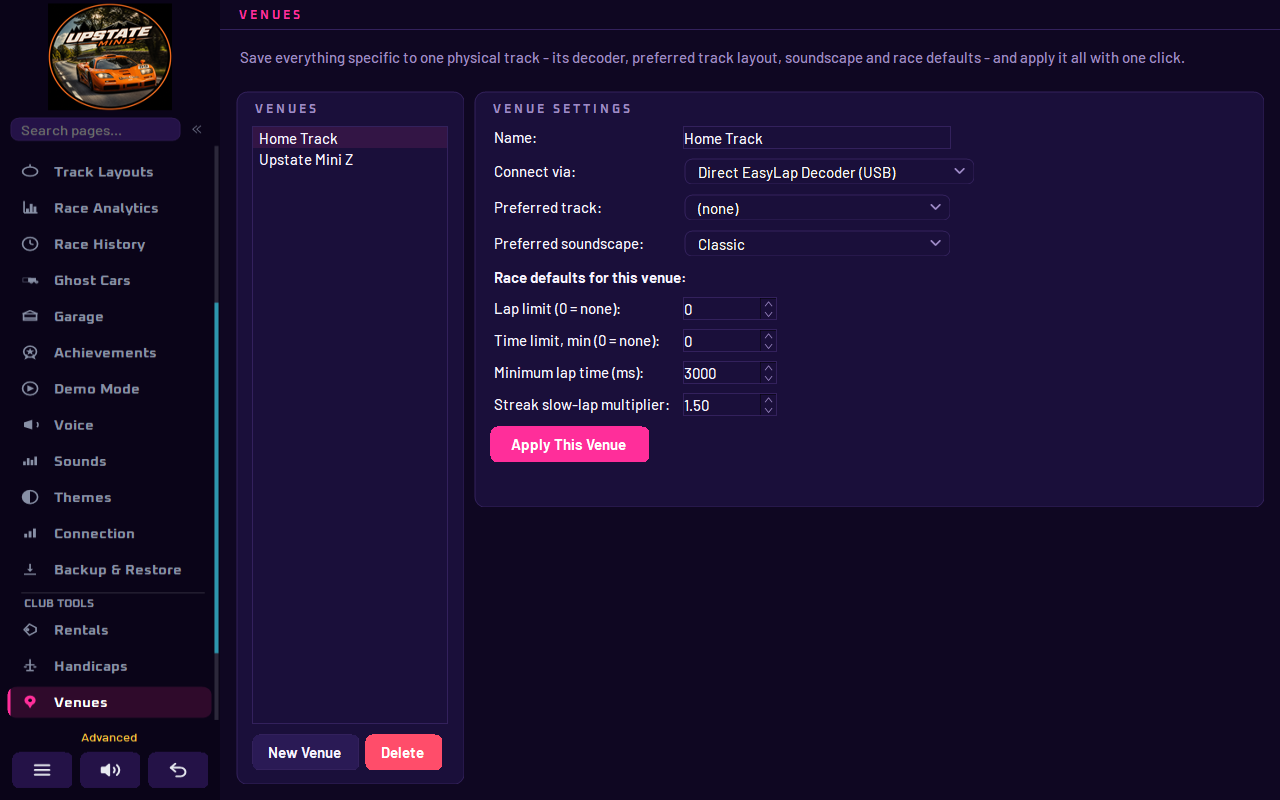 UPSTATE
MINIZ
Search pages...
Track Layouts
Race Analytics
Race History
Ghost Cars
Garage
Achievements
Demo Mode
Voice
Sounds
Themes
Connection
Backup & Restore
CLUB TOOLS
Rentals
Handicaps
Venues
Advanced
VENUES
Save everything specific to one physical track - its decoder, preferred track layout, soundscape and race defaults - and apply it all with one click.
VENUES
Home Track
Upstate Mini Z
New Venue
Delete
VENUE SETTINGS
Name: Home Track
Connect via: Direct EasyLap Decoder (USB)
Preferred track: (none)
Preferred soundscape: Classic
Race defaults for this venue:
Lap limit (0 = none): 0
Time limit, min (0 = none): 0
Minimum lap time (ms): 3000
Streak slow-lap multiplier: 1.50
Apply This Venue